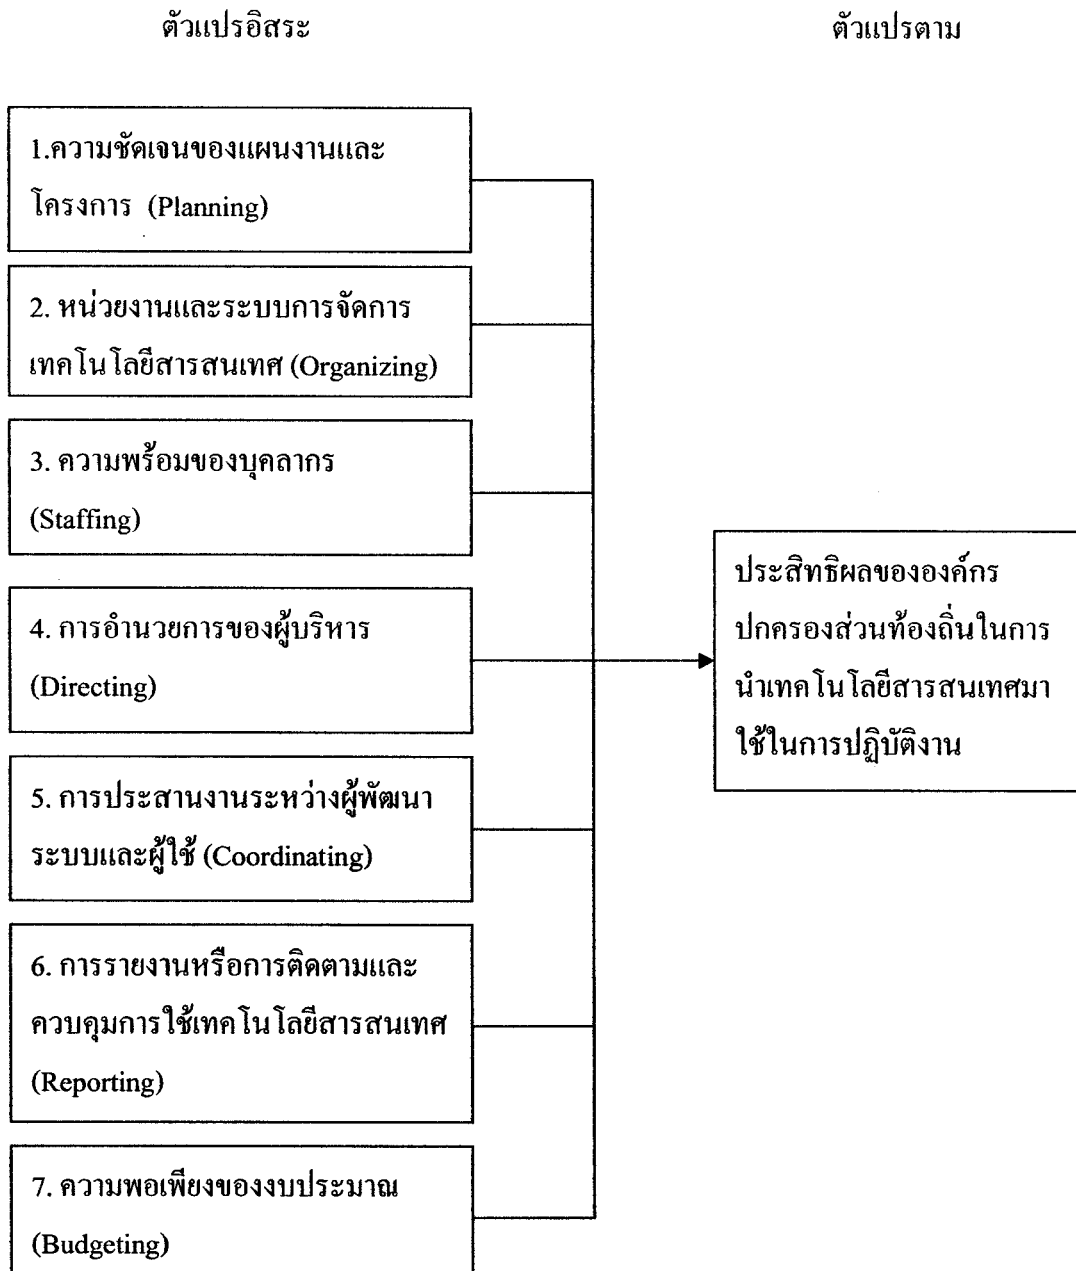 ตัวแปรอิสระ
ตัวแปรตาม
1.ความชัดเจนของแผนงานและ
โครงการ (Planning)
2. หน่วยงานและระบบการจัดการ
เทคโนโลยีสารสนเทศ (Organizing)
3. ความพร้อมของบุคลากร
(Staffing)
4. การอำนวยการของผู้บริหาร
(Directing)
5. การประสานงานระหว่างผู้พัฒนา
ระบบและผู้ใช้ (Coordinating)
6. การรายงานหรือการติดตามและ
ควบคุมการใช้เทคโนโลยีสารสนเทศ
(Reporting)
7. ความพอเพียงของงบประมาณ
(Budgeting)
ประสิทธิผลขององค์กร
ปกครองส่วนท้องถิ่นในการ
นำเทคโนโลยีสารสนเทศมา
ใช้ในการปฏิบัติงาน